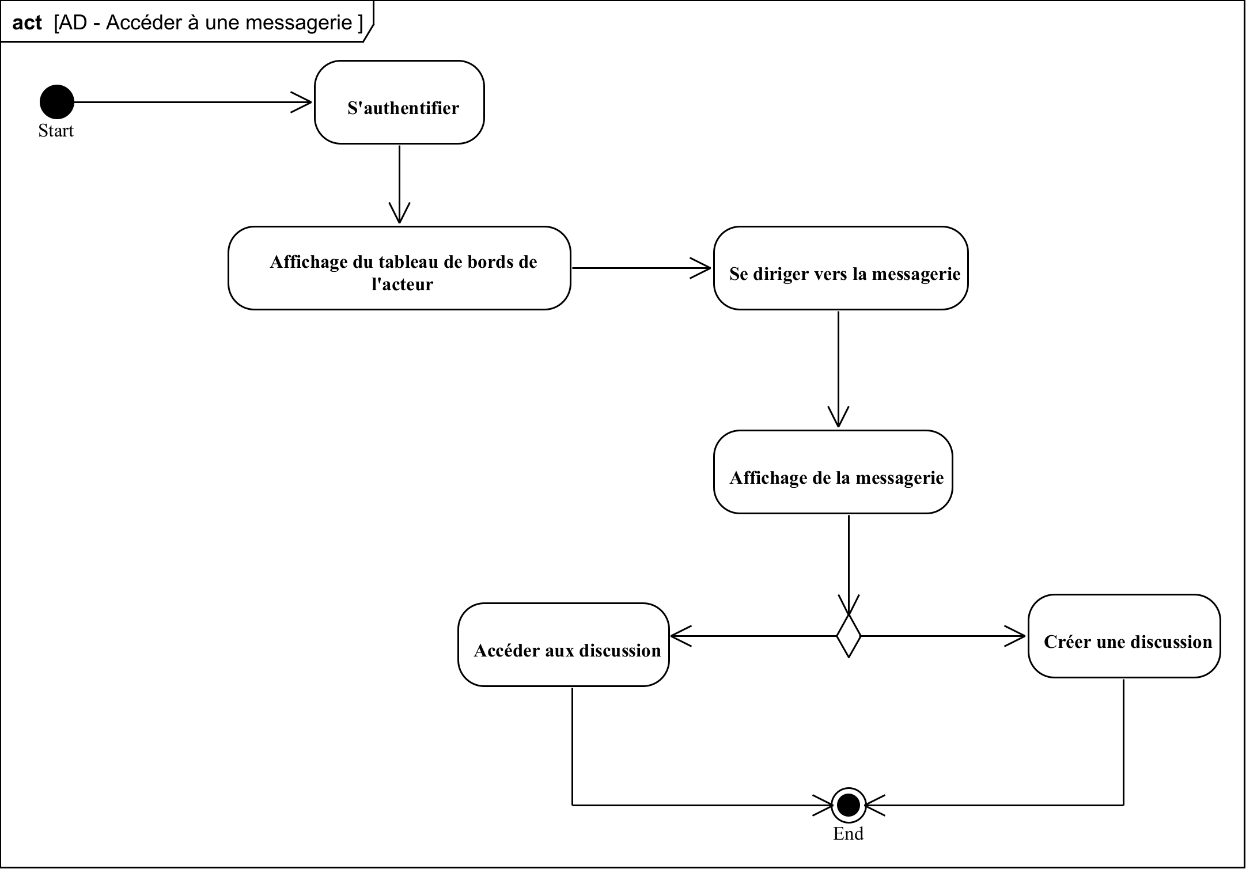 act [AD - Accéder à une messagerie ]
Start
S'authentifier
Affichage du tableau de bords de
l'acteur
Se diriger vers la messagerie
Affichage de la messagerie
Accéder aux discussion
Créer une discussion
End